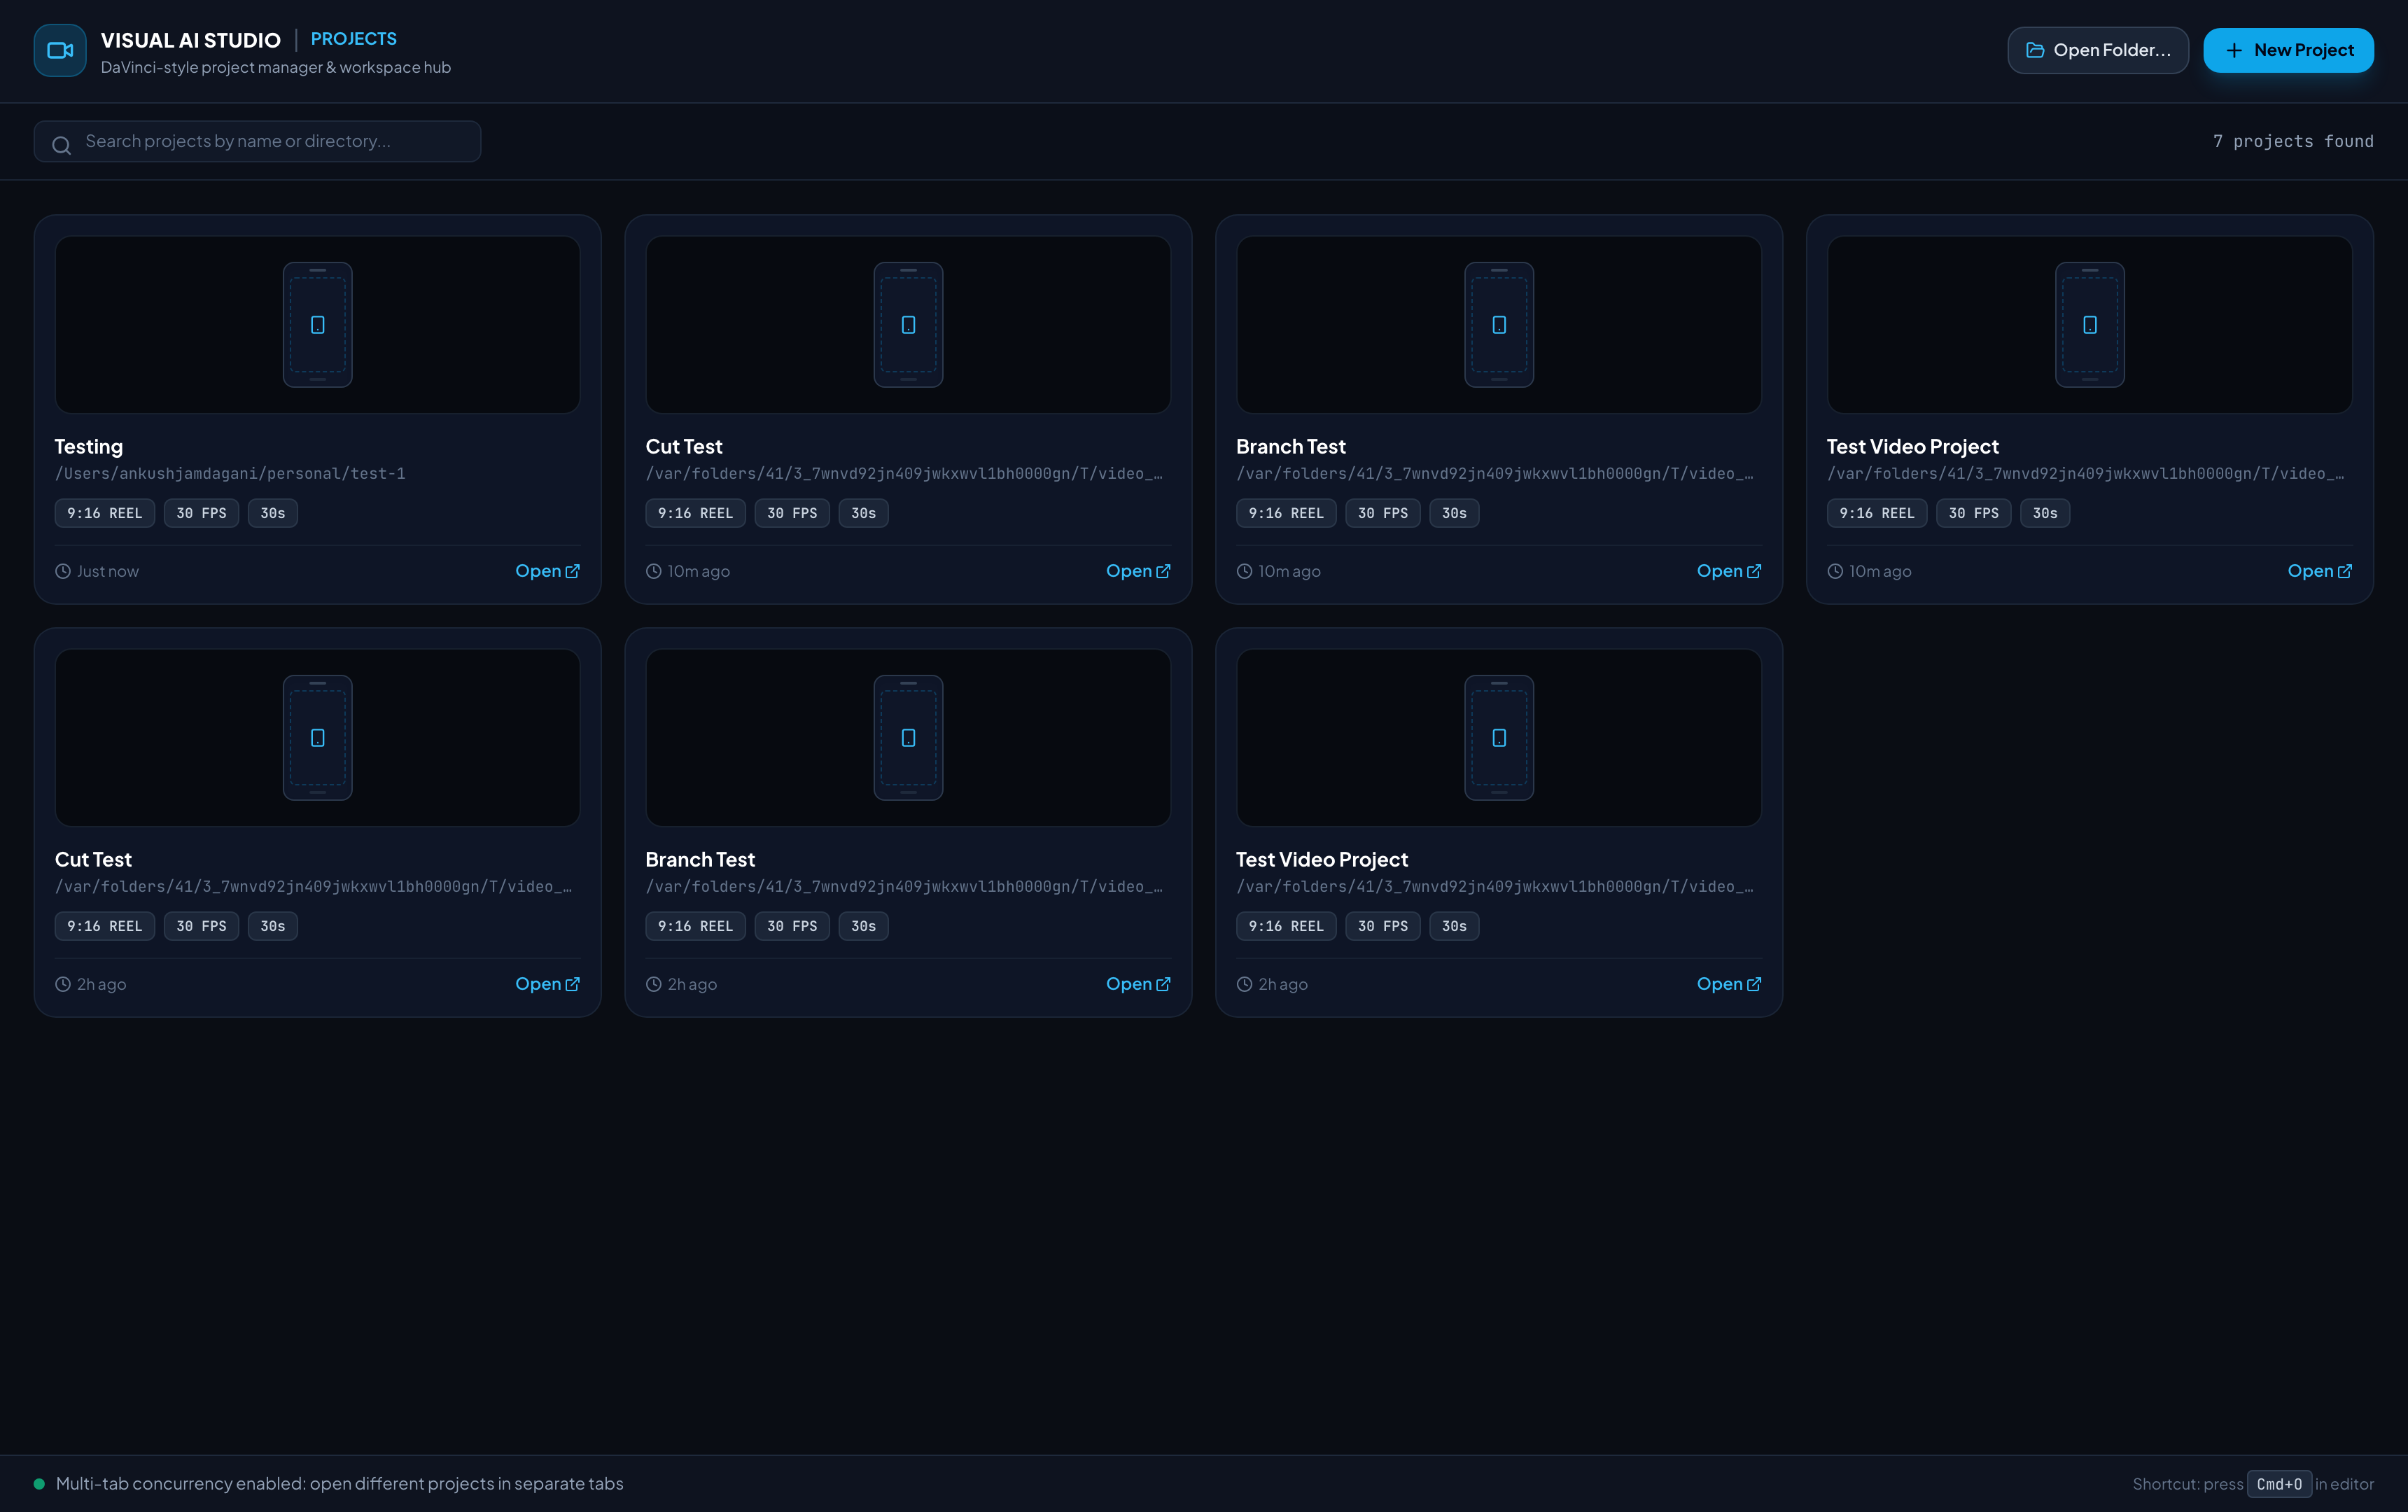 VISUAL AI STUDIO | PROJECTS
DaVinci-style project manager & workspace hub
Open Folder...
New Project
Search projects by name or directory...
7 projects found
Testing
/Users/ankushjamdagani/personal/test-1
9:16 REEL 30 FPS 30s
Just now Open
Cut Test
/var/folders/41/3_7wnvd92jn409jwkxwvl1bh0000gn/T/video_…
9:16 REEL 30 FPS 30s
10m ago Open
Branch Test
/var/folders/41/3_7wnvd92jn409jwkxwvl1bh0000gn/T/video_…
9:16 REEL 30 FPS 30s
10m ago Open
Test Video Project
/var/folders/41/3_7wnvd92jn409jwkxwvl1bh0000gn/T/video_…
9:16 REEL 30 FPS 30s
10m ago Open
Cut Test
/var/folders/41/3_7wnvd92jn409jwkxwvl1bh0000gn/T/video_…
9:16 REEL 30 FPS 30s
2h ago Open
Branch Test
/var/folders/41/3_7wnvd92jn409jwkxwvl1bh0000gn/T/video_…
9:16 REEL 30 FPS 30s
2h ago Open
Test Video Project
/var/folders/41/3_7wnvd92jn409jwkxwvl1bh0000gn/T/video_…
9:16 REEL 30 FPS 30s
2h ago Open
Multi-tab concurrency enabled: open different projects in separate tabs
Shortcut: press Cmd+O in editor